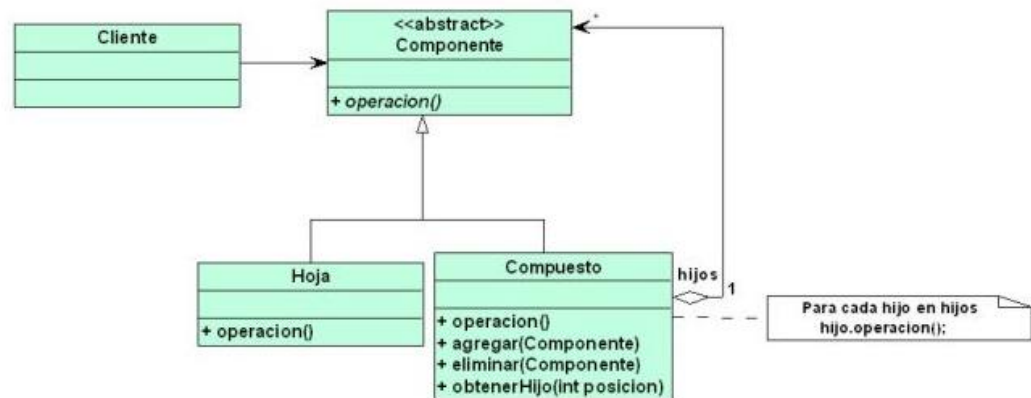 Cliente
<<abstract>>
Componente
*
+ operacion()
Hoja
+ operacion()
Compuesto
+ operacion()
+ agregar(Componente)
+ eliminar(Componente)
+ obtenerHijo(int posicion)
hijos
1
Para cada hijo en hijos
hijo.operacion();